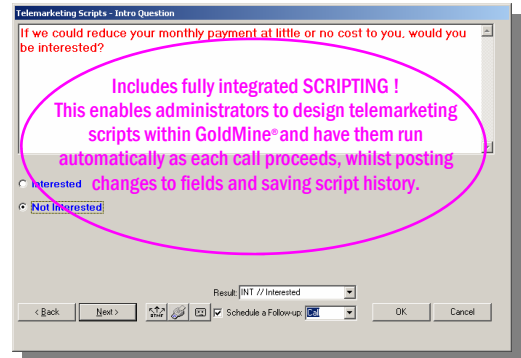 Telemarketing Scripts - Intro Question
If we could reduce your monthly payment at little or no cost to you, would you
be interested?
Includes fully integrated SCRIPTING !
This enables administrators to design telemarketing
scripts within GoldMine® and have them run
automatically as each call proceeds, whilst posting
changes to fields and saving script history.
Interested
Not Interested
Result: INT // Interested
< Back Next > Schedule a Follow-up: Call OK Cancel